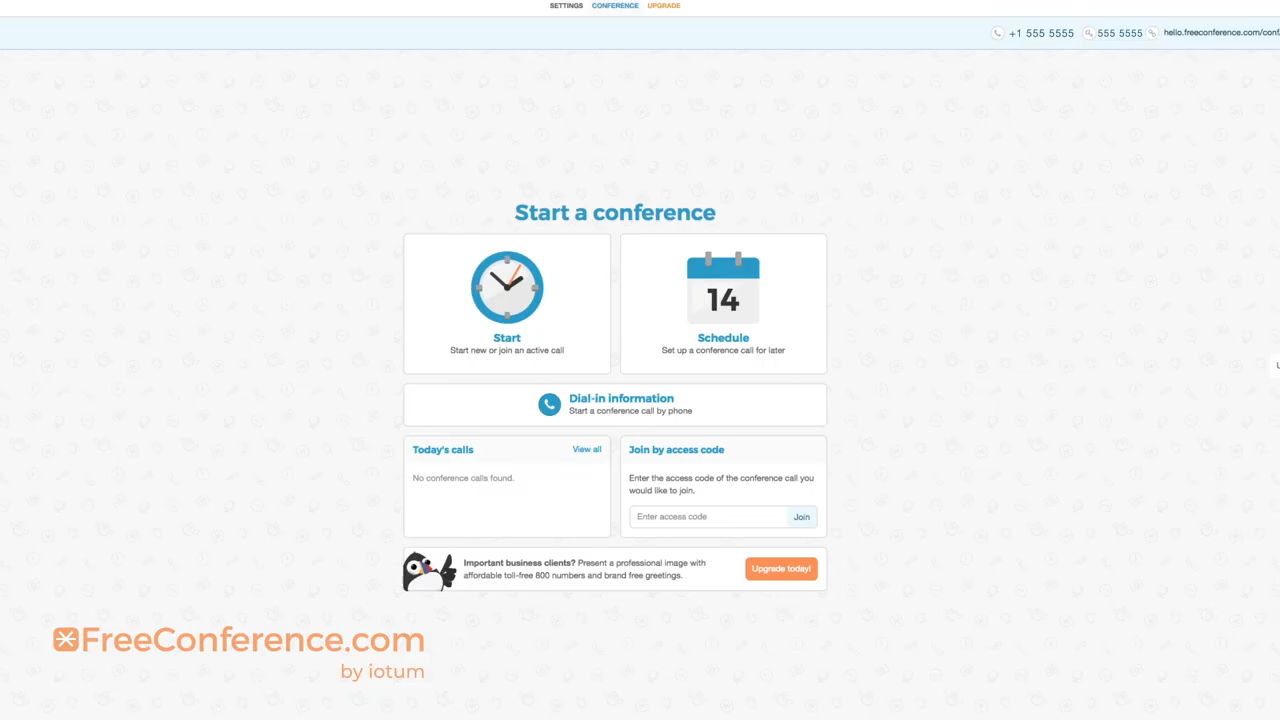 SETTINGS CONFERENCE UPGRADE
+1 555 5555 555 5555 hello.freeconference.com/conf
Start a conference
14
Start
Start new or join an active call
Schedule
Set up a conference call for later
Dial-in information
Start a conference call by phone
Today's calls View all
No conference calls found.
Join by access code
Enter the access code of the conference call you
would like to join.
Enter access code Join
Important business clients? Present a professional image with
affordable toll-free 800 numbers and brand free greetings.
Upgrade today!
FreeConference.com
by iotum